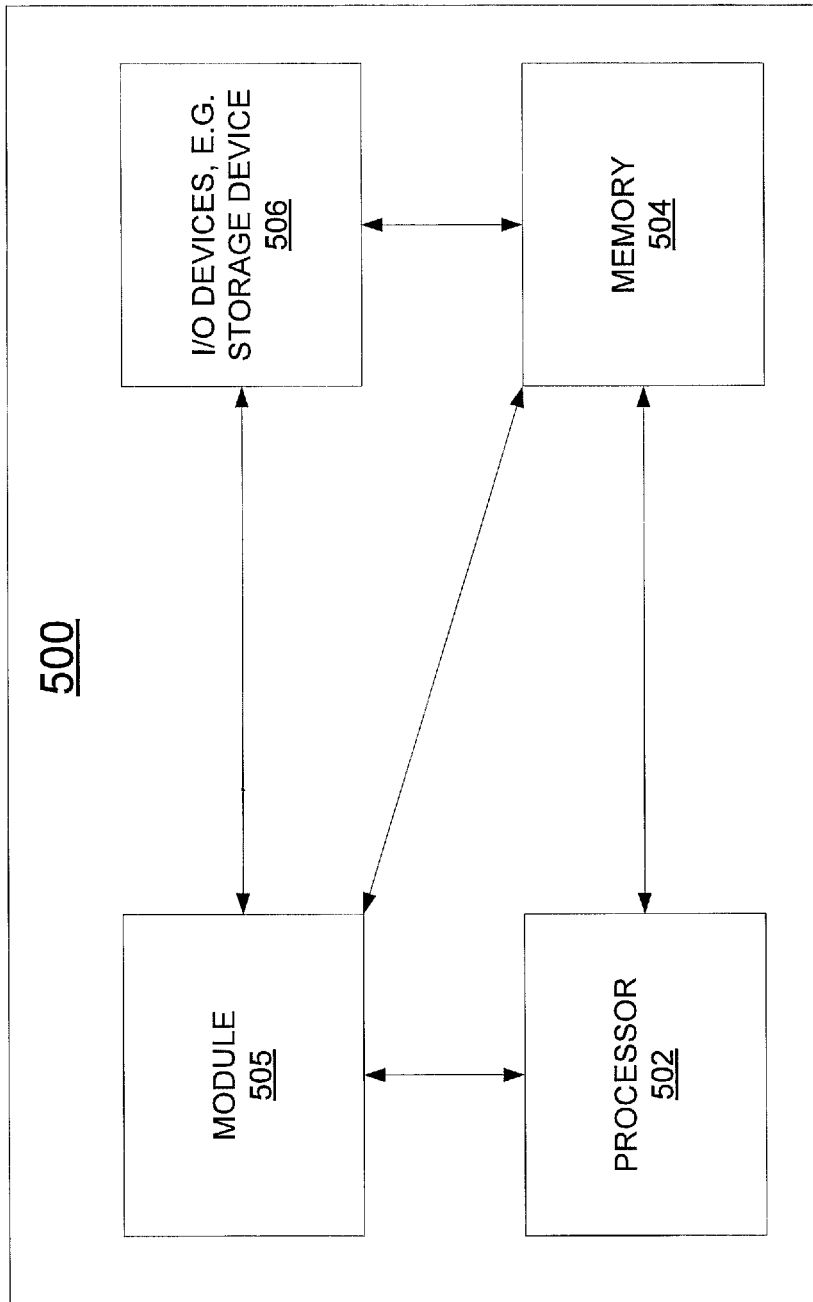 500
MODULE
505
I/O DEVICES, E.G.
STORAGE DEVICE
506
PROCESSOR
502
MEMORY
504